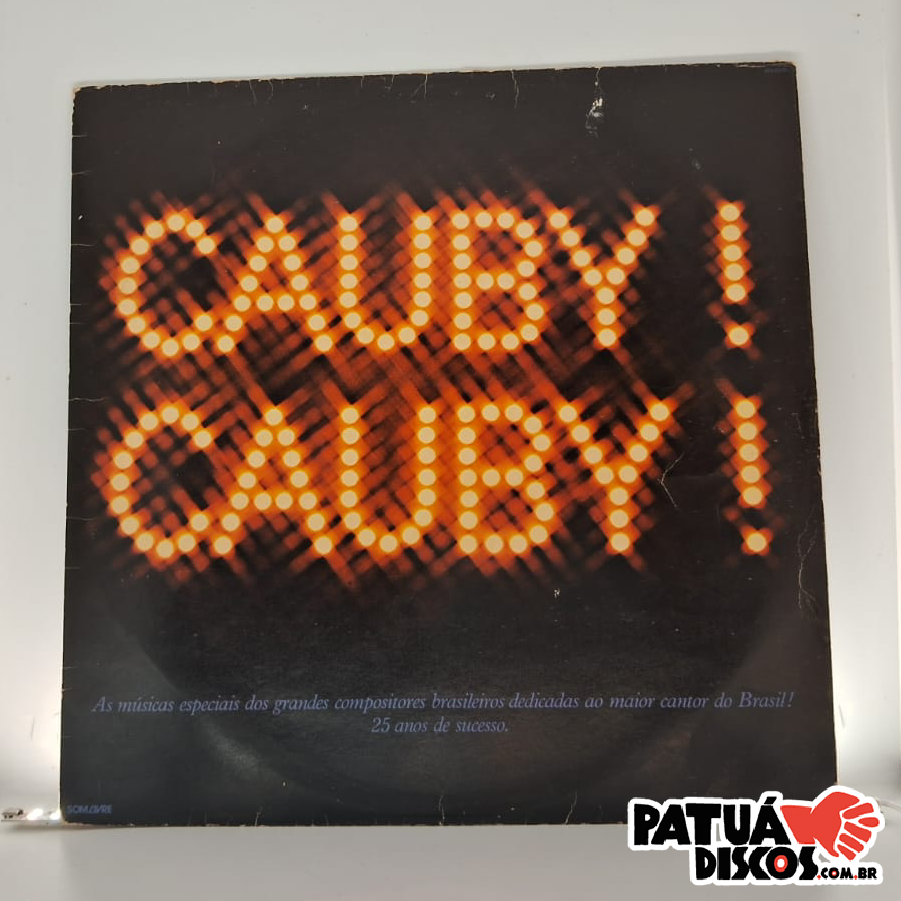 CAUBY!
CAUBY!
As músicas especiais dos grandes compositores brasileiros dedicadas ao maior cantor do Brasil!
25 anos de sucesso.
SOM LIVRE
PATUÁ
DISCOS.COM.BR